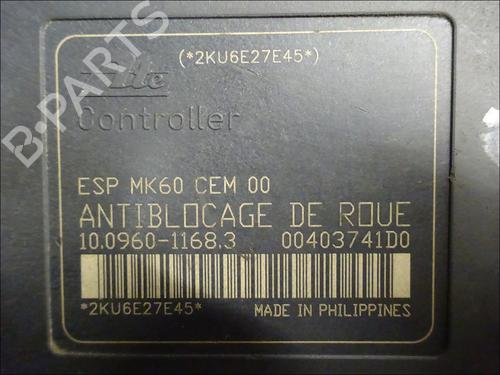 (*2KU6E27E45*)
Ate
Controller
ESP MK60 CEM 00
ANTIBLOCAGE DE ROUE
10.0960-1168.3 00403741D0
*2KU6E27E45* MADE IN PHILIPPINES
B-PARTS